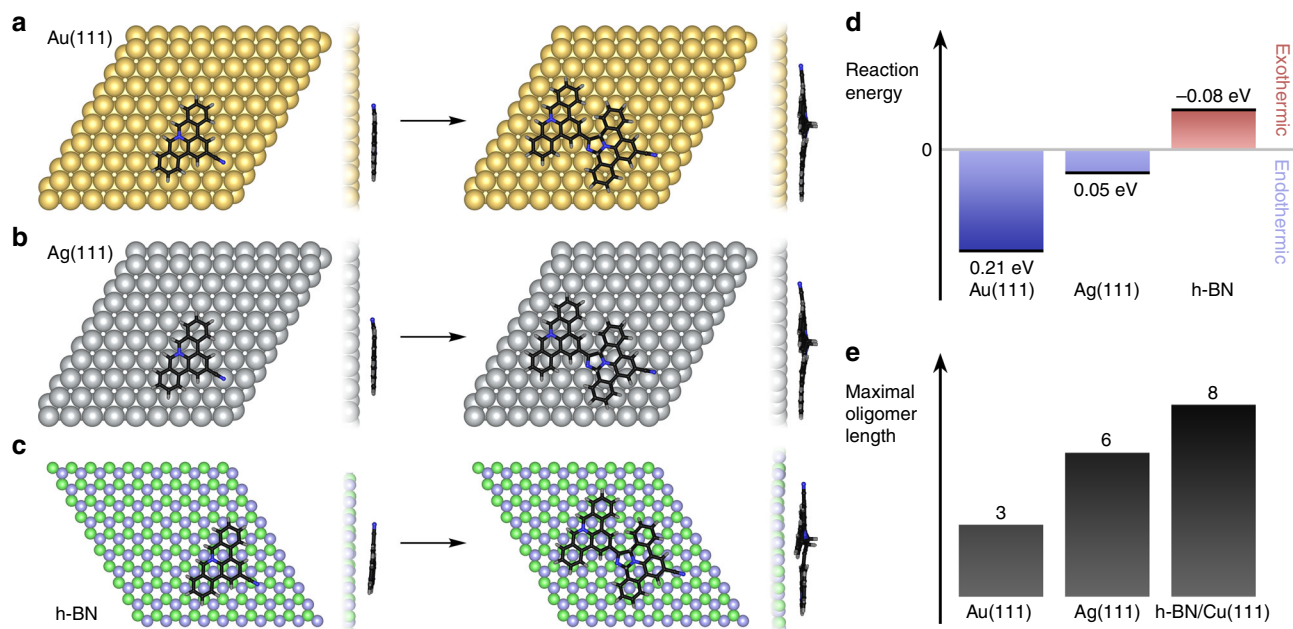 a
Au(111)
b
Ag(111)
c
h-BN
d
Reaction
energy
0
–0.08 eV
0.05 eV
0.21 eV
Au(111)
Ag(111)
h-BN
Exothermic
Endothermic
e
Maximal
oligomer
length
3
6
8
Au(111)
Ag(111)
h-BN/Cu(111)